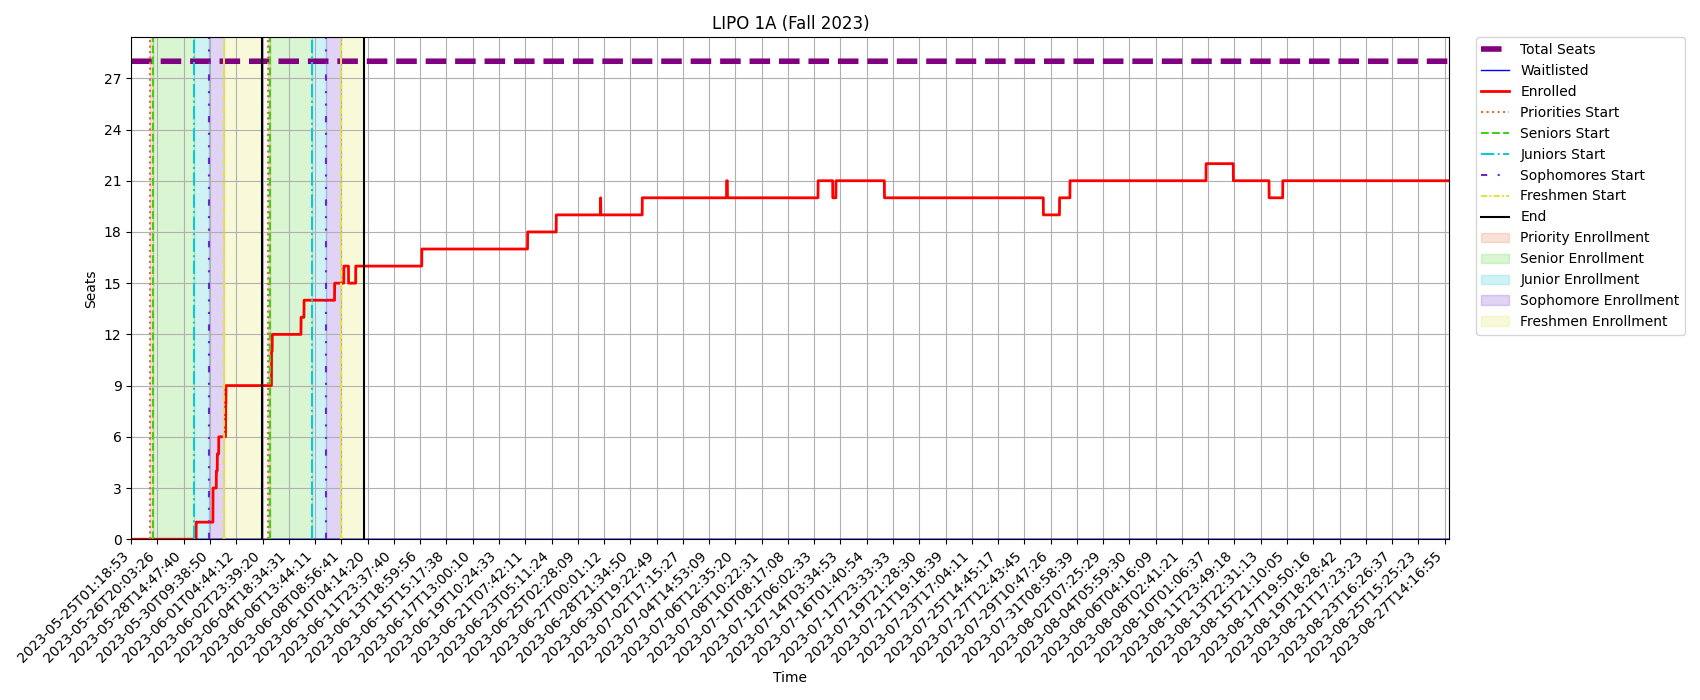 LIPO 1A (Fall 2023)
Seats
27
24
21
18
15
12
9
6
3
0
2023-05-25T01:18:53
2023-05-26T20:03:26
2023-05-28T14:47:40
2023-05-30T09:38:50
2023-06-01T04:44:12
2023-06-02T23:39:20
2023-06-04T18:34:31
2023-06-06T13:44:11
2023-06-08T08:56:41
2023-06-10T04:14:20
2023-06-11T23:37:40
2023-06-13T18:59:56
2023-06-15T15:17:38
2023-06-17T13:00:10
2023-06-19T10:24:33
2023-06-21T07:42:11
2023-06-23T05:11:24
2023-06-25T02:28:09
2023-06-27T00:01:12
2023-06-28T21:34:50
2023-06-30T19:22:49
2023-07-02T17:15:27
2023-07-04T14:53:09
2023-07-06T12:35:20
2023-07-08T10:22:31
2023-07-10T08:17:08
2023-07-12T06:02:33
2023-07-14T03:34:53
2023-07-16T01:40:54
2023-07-17T23:33:33
2023-07-19T21:28:30
2023-07-21T19:18:39
2023-07-23T17:04:11
2023-07-25T14:45:17
2023-07-27T12:43:45
2023-07-29T10:47:26
2023-07-31T08:58:39
2023-08-02T07:25:29
2023-08-04T05:59:30
2023-08-06T04:16:09
2023-08-08T02:41:21
2023-08-10T01:06:37
2023-08-11T23:49:18
2023-08-13T22:31:13
2023-08-15T21:10:05
2023-08-17T19:50:16
2023-08-19T18:28:42
2023-08-21T17:23:23
2023-08-23T16:26:37
2023-08-25T15:25:23
2023-08-27T14:16:55
Time
Total Seats
Waitlisted
Enrolled
Priorities Start
Seniors Start
Juniors Start
Sophomores Start
Freshmen Start
End
Priority Enrollment
Senior Enrollment
Junior Enrollment
Sophomore Enrollment
Freshmen Enrollment